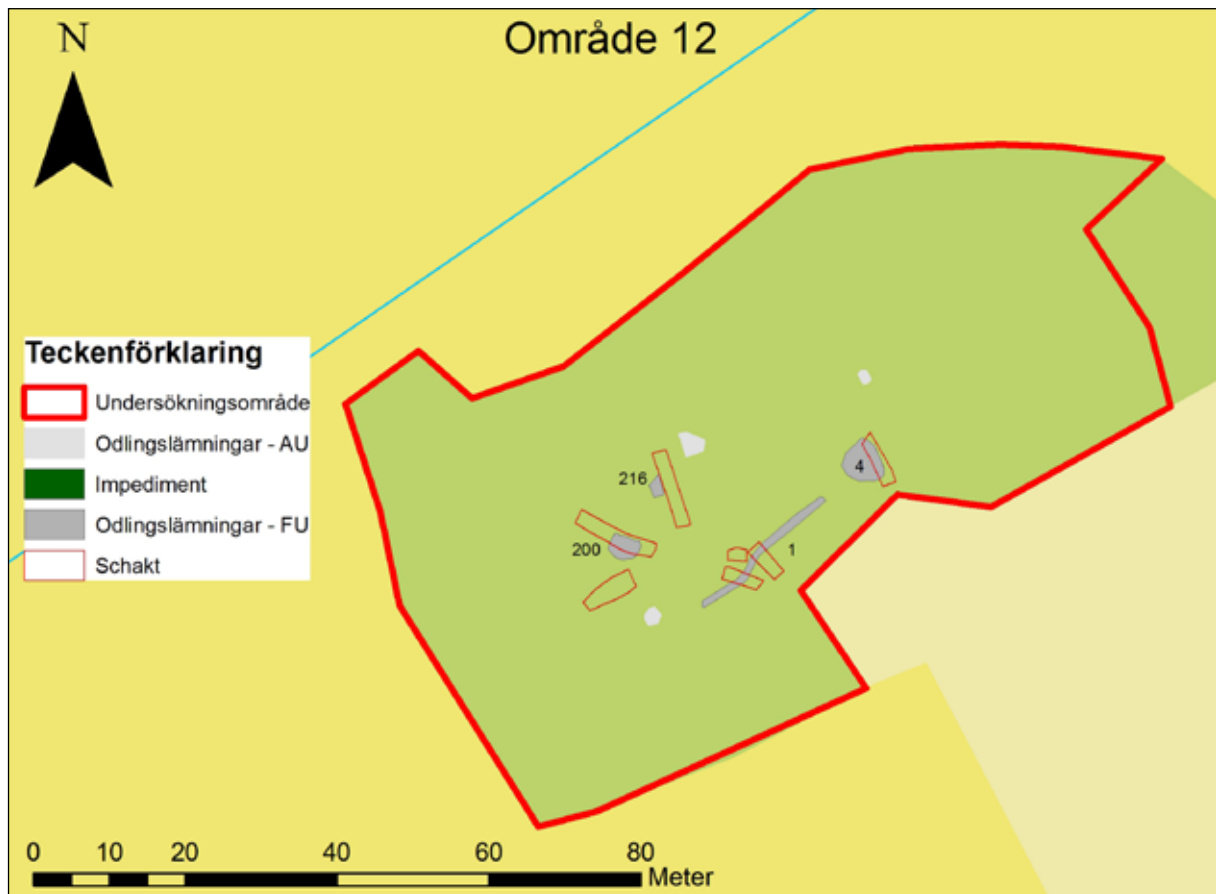 N
Område 12
Teckenförklaring
Undersökningsområde
Odlingslämningar - AU
Impediment
Odlingslämningar - FU
Schakt
216
4
200
1
0 10 20 40 60 80
Meter